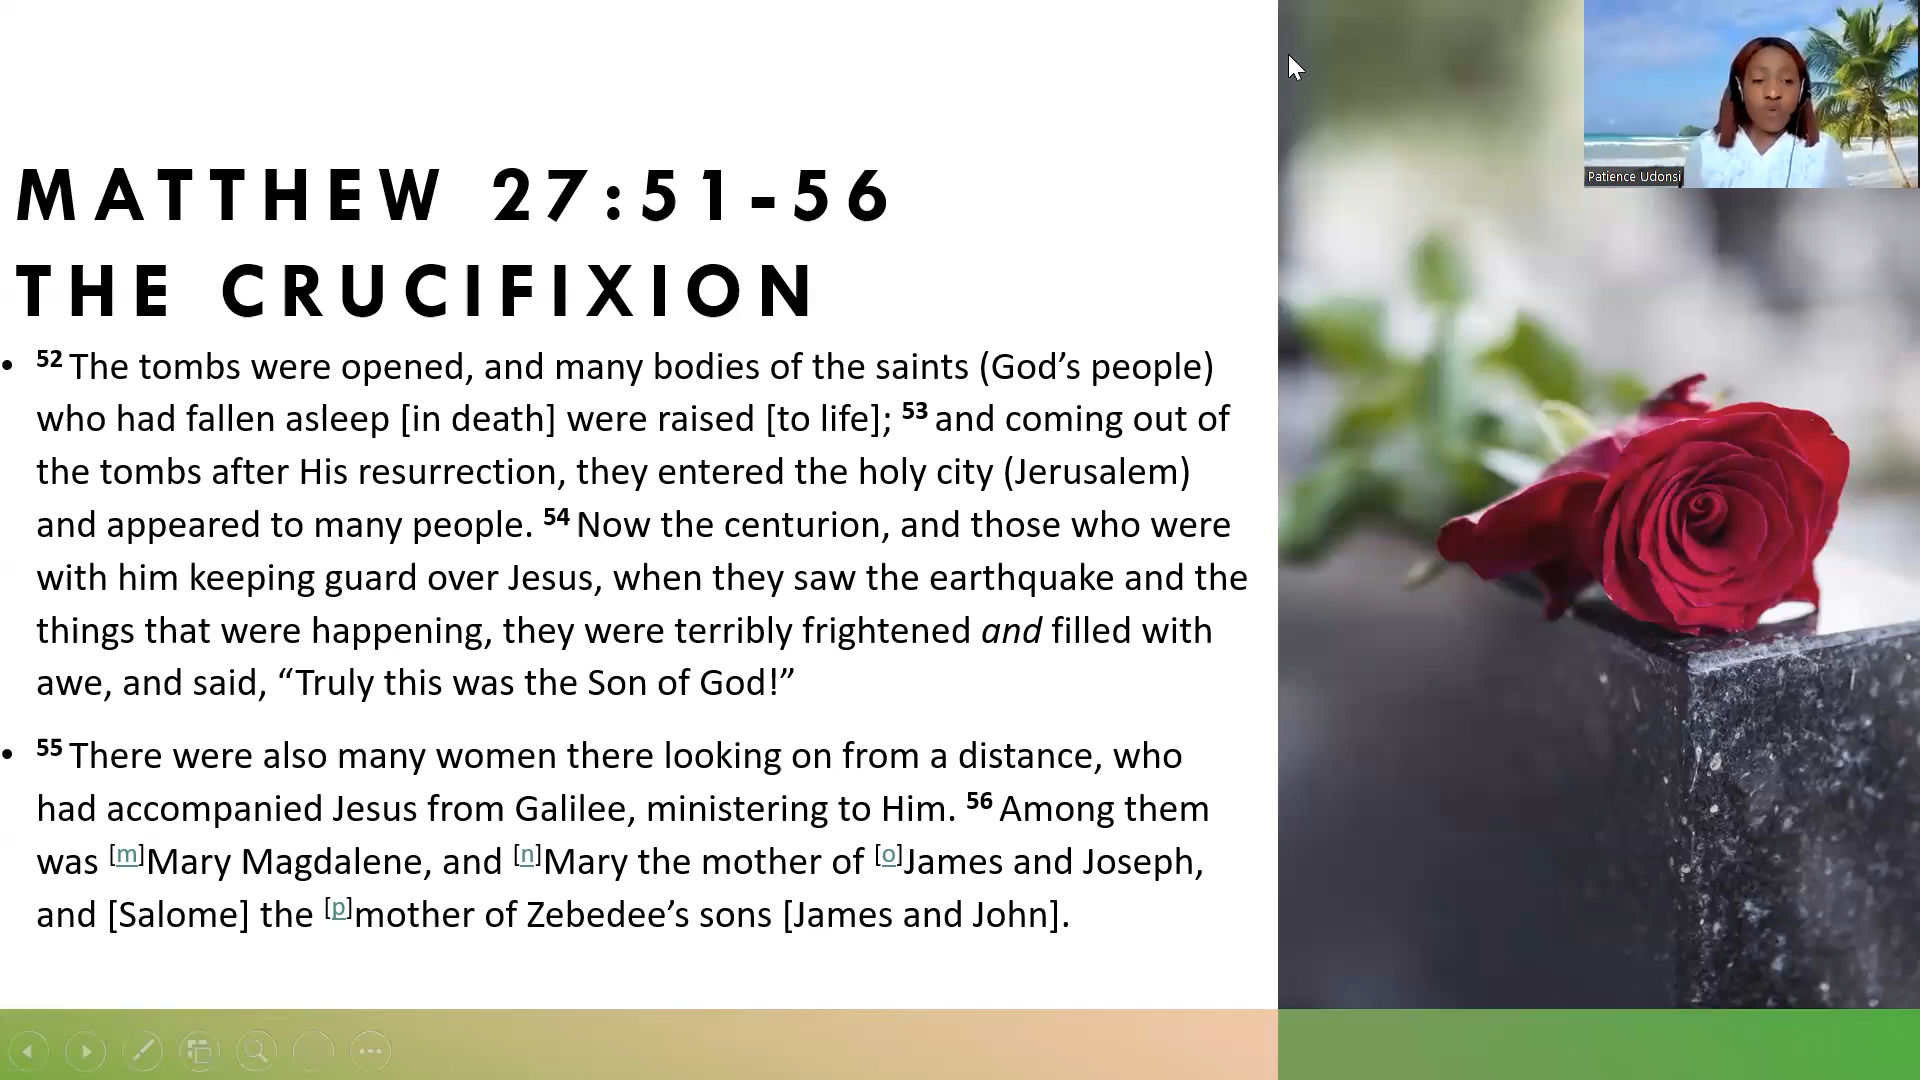 MATTHEW 27:51-56
THE CRUCIFIXION
• 52 The tombs were opened, and many bodies of the saints (God’s people)
who had fallen asleep [in death] were raised [to life]; 53 and coming out of
the tombs after His resurrection, they entered the holy city (Jerusalem)
and appeared to many people. 54 Now the centurion, and those who were
with him keeping guard over Jesus, when they saw the earthquake and the
things that were happening, they were terribly frightened and filled with
awe, and said, “Truly this was the Son of God!”
• 55 There were also many women there looking on from a distance, who
had accompanied Jesus from Galilee, ministering to Him. 56 Among them
was [m]Mary Magdalene, and [n]Mary the mother of [o]James and Joseph,
and [Salome] the [p]mother of Zebedee’s sons [James and John].
Patience Udonsi